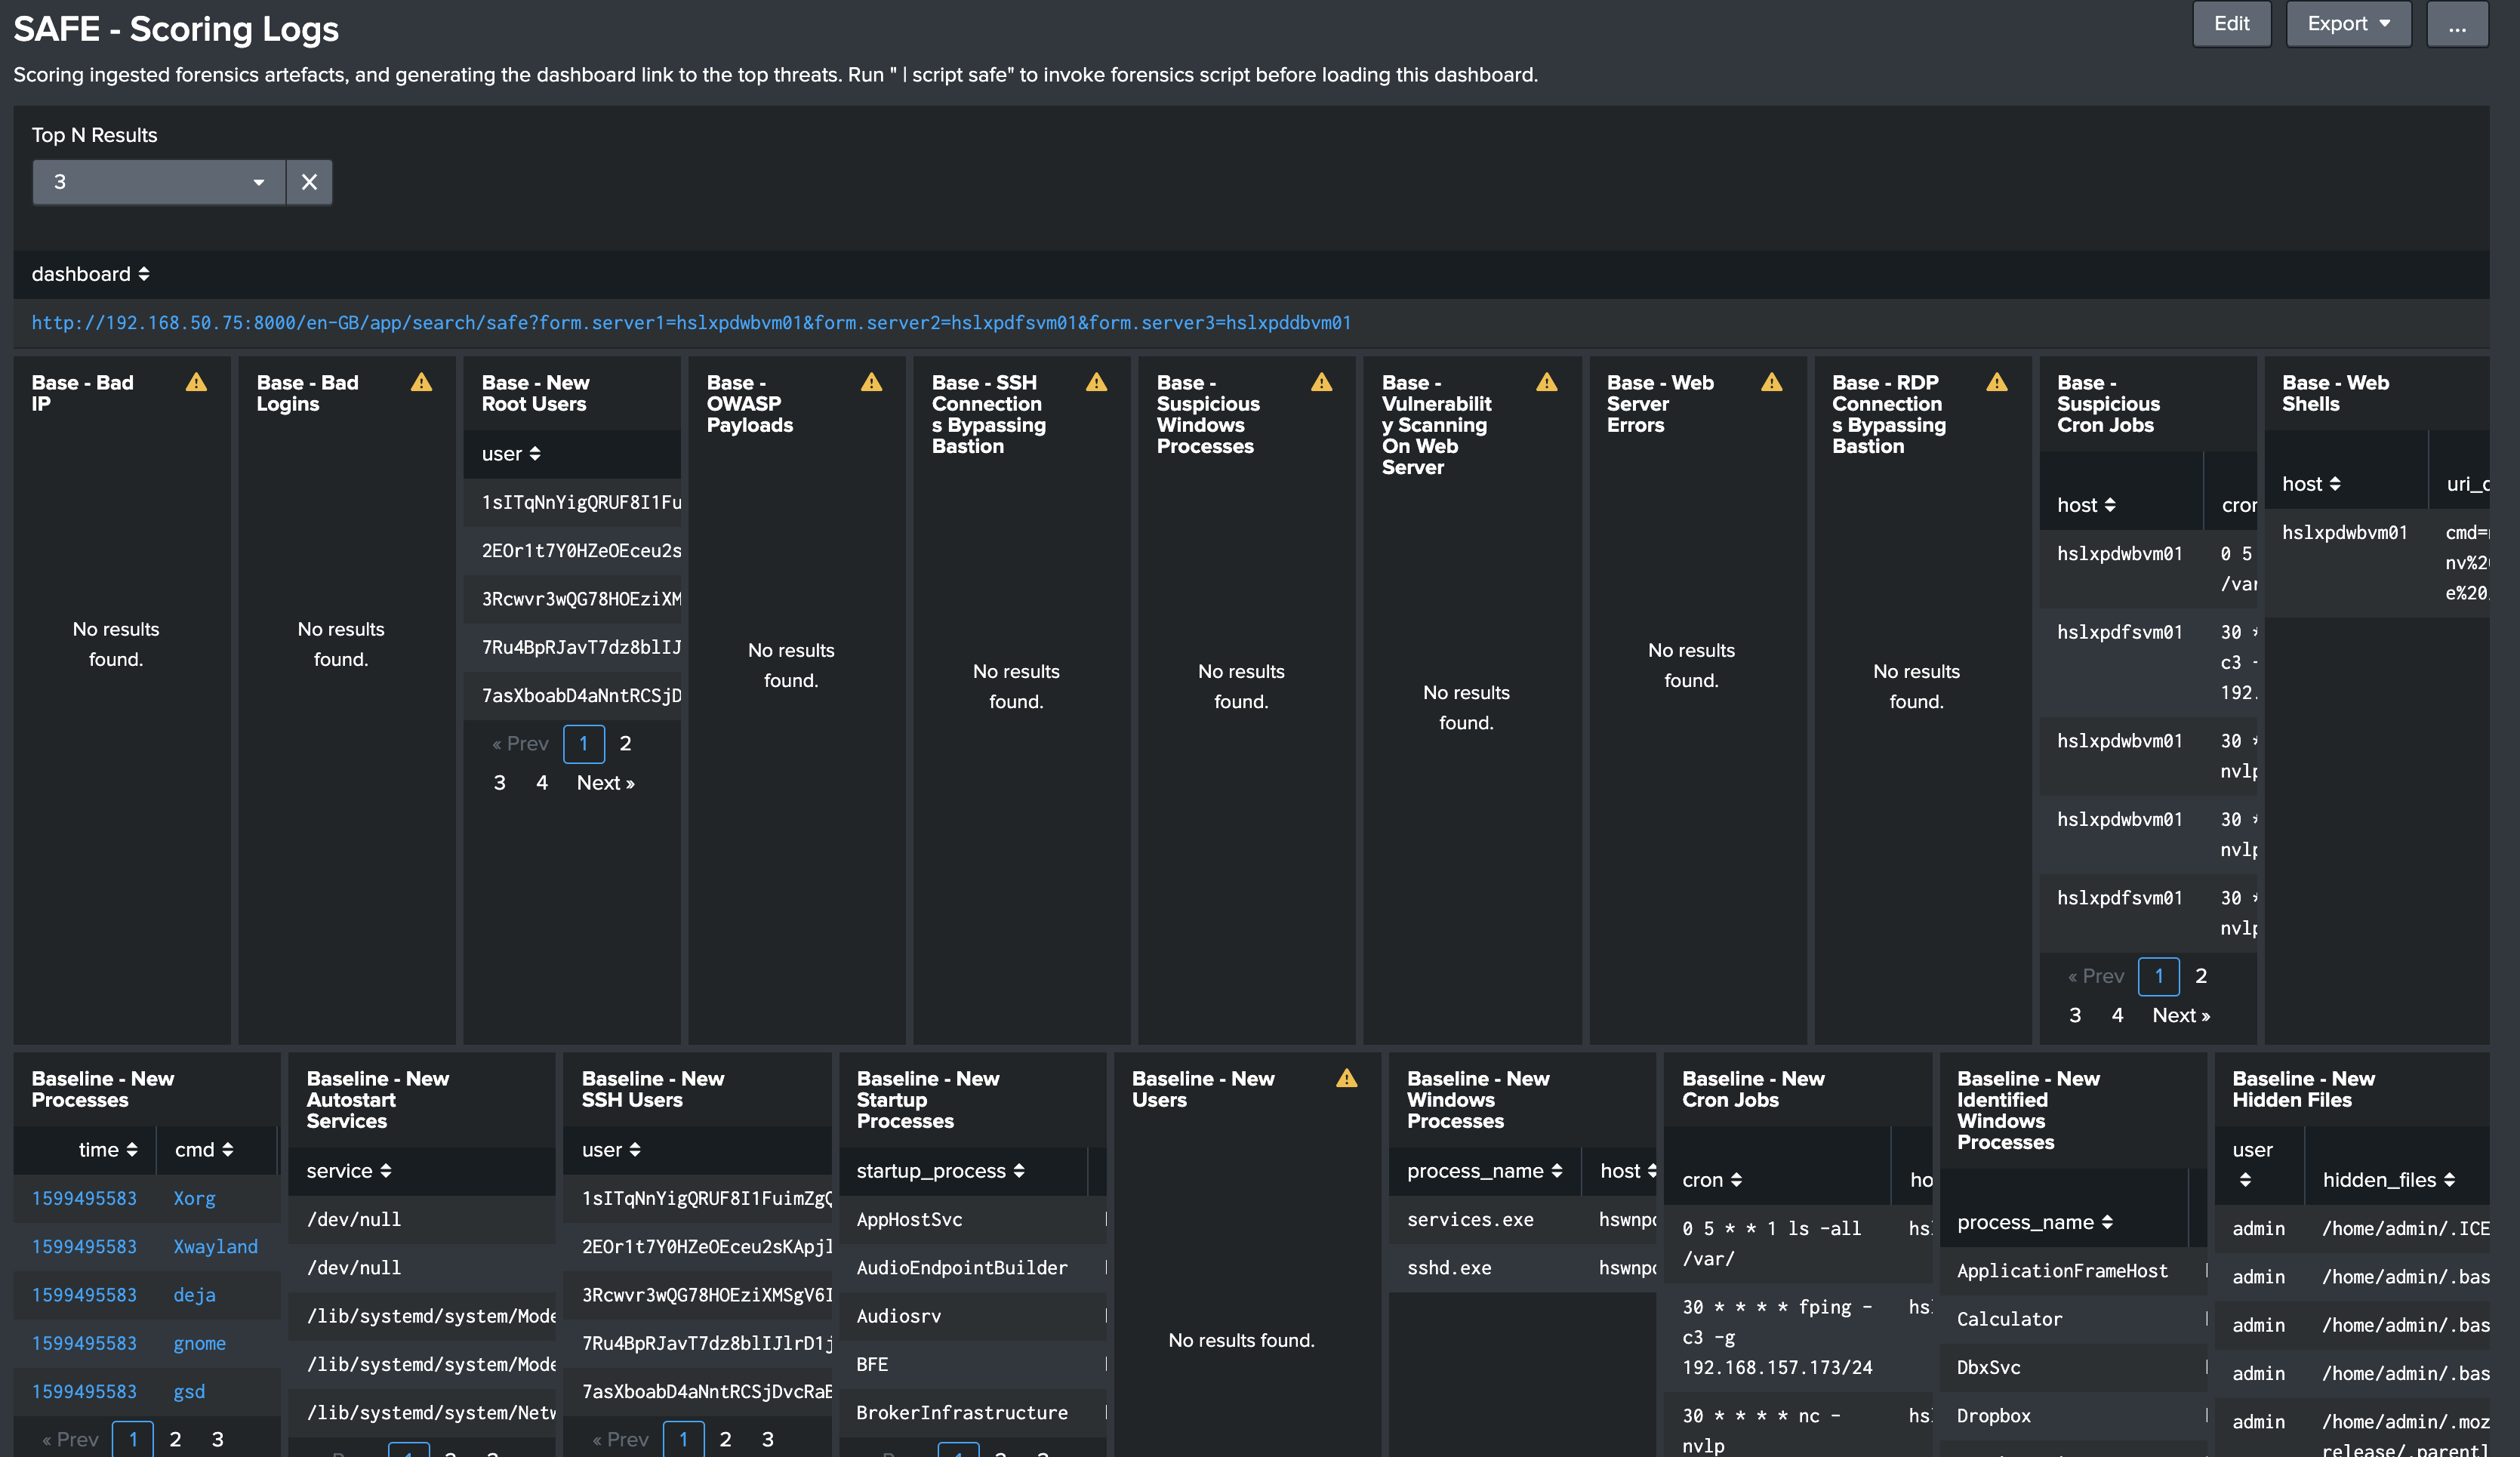 SAFE - Scoring Logs
Edit
Export
...
Scoring ingested forensics artefacts, and generating the dashboard link to the top threats. Run " | script safe" to invoke forensics script before loading this dashboard.
Top N Results
3
dashboard
http://192.168.50.75:8000/en-GB/app/search/safe?form.server1=hslxpdwbvm01&form.server2=hslxpdfsvm01&form.server3=hslxpddbvm01
Base - Bad
IP
No results
found.
Base - Bad
Logins
No results
found.
Base - New
Root Users
user
1sITqNnYigQRUF8I1Fu
2EOr1t7Y0HZeOEceu2s
3Rcwvr3wQG78HOEziXM
7Ru4BpRJavT7dz8blIJ
7asXboabD4aNntRCSjD
« Prev 1 2
3 4 Next »
Base -
OWASP
Payloads
No results
found.
Base - SSH
Connection
s Bypassing
Bastion
No results
found.
Base -
Suspicious
Windows
Processes
No results
found.
Base -
Vulnerabilit
y Scanning
On Web
Server
No results
found.
Base - Web
Server
Errors
No results
found.
Base - RDP
Connection
s Bypassing
Bastion
No results
found.
Base -
Suspicious
Cron Jobs
host cron
hslxpdwbvm01 0 5
/var
hslxpdfsvm01 30 *
c3 -
192.
hslxpdwbvm01 30 *
nvlp
hslxpdwbvm01 30 *
nvlp
hslxpdfsvm01 30 *
nvlp
« Prev 1 2
3 4 Next »
Base - Web
Shells
host uri_
hslxpdwbvm01 cmd=
nv%2
e%20
Baseline - New
Processes
time cmd
1599495583 Xorg
1599495583 Xwayland
1599495583 deja
1599495583 gnome
1599495583 gsd
« Prev 1 2 3
Baseline - New
Autostart
Services
service
/dev/null
/dev/null
/lib/systemd/system/Mode
/lib/systemd/system/Mode
/lib/systemd/system/Netw
Baseline - New
SSH Users
user
1sITqNnYigQRUF8I1FuimZgQ
2EOr1t7Y0HZeOEceu2sKApjl
3Rcwvr3wQG78HOEziXMSgV6I
7Ru4BpRJavT7dz8blIJlrD1j
7asXboabD4aNntRCSjDvcRaE
« Prev 1 2 3
Baseline - New
Startup
Processes
startup_process
AppHostSvc
AudioEndpointBuilder
Audiosrv
BFE
BrokerInfrastructure
Baseline - New
Users
No results found.
Baseline - New
Windows
Processes
process_name host
services.exe hswnpd
sshd.exe hswnpd
Baseline - New
Cron Jobs
cron ho
0 5 * * 1 ls -all hsl
/var/
30 * * * * fping - hsl
c3 -g
192.168.157.173/24
30 * * * * nc - hsl
nvlp
Baseline - New
Identified
Windows
Processes
process_name
ApplicationFrameHost
Calculator
DbxSvc
Dropbox
Baseline - New
Hidden Files
user hidden_files
admin /home/admin/.ICE
admin /home/admin/.bas
admin /home/admin/.bas
admin /home/admin/.bas
admin /home/admin/.moz
release/.parentl